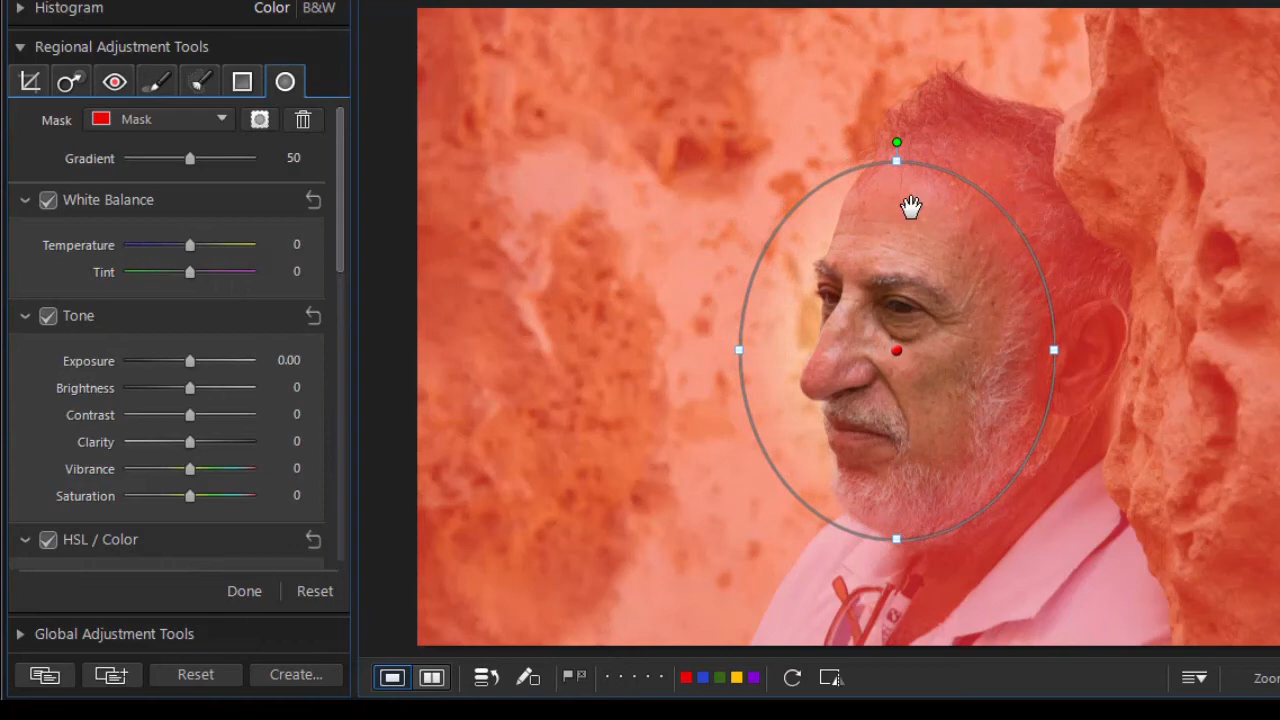 Histogram
Color | B&W
Regional Adjustment Tools
Mask Mask
Gradient 50
White Balance
Temperature 0
Tint 0
Tone
Exposure 0.00
Brightness 0
Contrast 0
Clarity 0
Vibrance 0
Saturation 0
HSL / Color
Done Reset
Global Adjustment Tools
Reset Create...